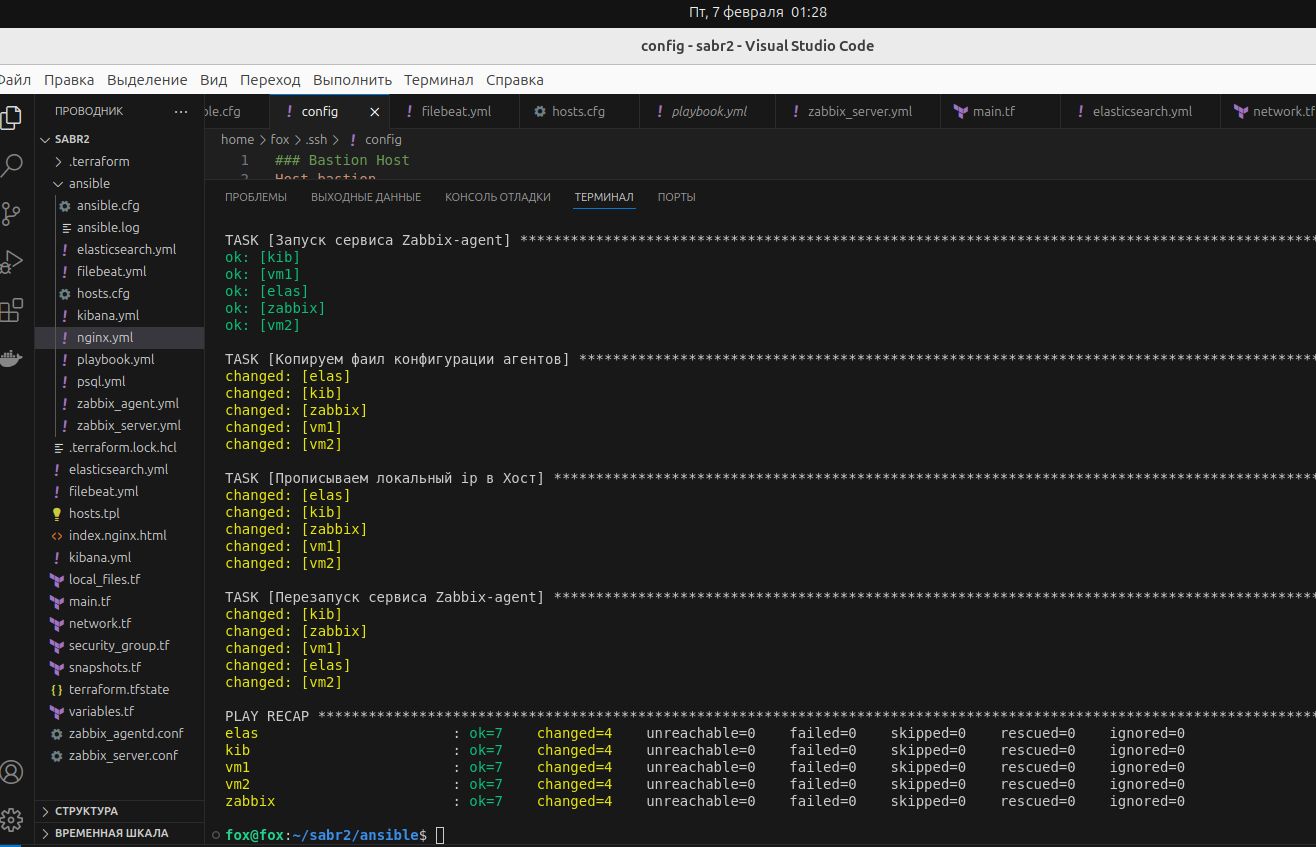 Пт, 7 февраля 01:28
config - sabr2 - Visual Studio Code
Файл Правка Выделение Вид Переход Выполнить Терминал Справка
ПРОВОДНИК ···
ble.cfg ! config × ! filebeat.yml hosts.cfg ! playbook.yml ! zabbix_server.yml main.tf ! elasticsearch.yml network.tf
home > fox > .ssh > ! config
1 ### Bastion Host
2 Host bastion
SABR2
.terraform
ansible
ansible.cfg
ansible.log
! elasticsearch.yml
! filebeat.yml
hosts.cfg
! kibana.yml
! nginx.yml
! playbook.yml
! psql.yml
! zabbix_agent.yml
! zabbix_server.yml
.terraform.lock.hcl
! elasticsearch.yml
! filebeat.yml
hosts.tpl
<> index.nginx.html
! kibana.yml
local_files.tf
main.tf
network.tf
security_group.tf
snapshots.tf
{} terraform.tfstate
variables.tf
zabbix_agentd.conf
zabbix_server.conf
СТРУКТУРА
ВРЕМЕННАЯ ШКАЛА
ПРОБЛЕМЫ ВЫХОДНЫЕ ДАННЫЕ КОНСОЛЬ ОТЛАДКИ ТЕРМИНАЛ ПОРТЫ
TASK [Запуск сервиса Zabbix-agent] ****************************************************************************************
ok: [kib]
ok: [vm1]
ok: [elas]
ok: [zabbix]
ok: [vm2]
TASK [Копируем фаил конфигурации агентов] ****************************************************************************************
changed: [elas]
changed: [kib]
changed: [zabbix]
changed: [vm1]
changed: [vm2]
TASK [Прописываем локальный ip в Хост] ****************************************************************************************
changed: [elas]
changed: [kib]
changed: [zabbix]
changed: [vm1]
changed: [vm2]
TASK [Перезапуск сервиса Zabbix-agent] ****************************************************************************************
changed: [kib]
changed: [zabbix]
changed: [vm1]
changed: [elas]
changed: [vm2]
PLAY RECAP ****************************************************************************************
elas : ok=7 changed=4 unreachable=0 failed=0 skipped=0 rescued=0 ignored=0
kib : ok=7 changed=4 unreachable=0 failed=0 skipped=0 rescued=0 ignored=0
vm1 : ok=7 changed=4 unreachable=0 failed=0 skipped=0 rescued=0 ignored=0
vm2 : ok=7 changed=4 unreachable=0 failed=0 skipped=0 rescued=0 ignored=0
zabbix : ok=7 changed=4 unreachable=0 failed=0 skipped=0 rescued=0 ignored=0
fox@fox:~/sabr2/ansible$